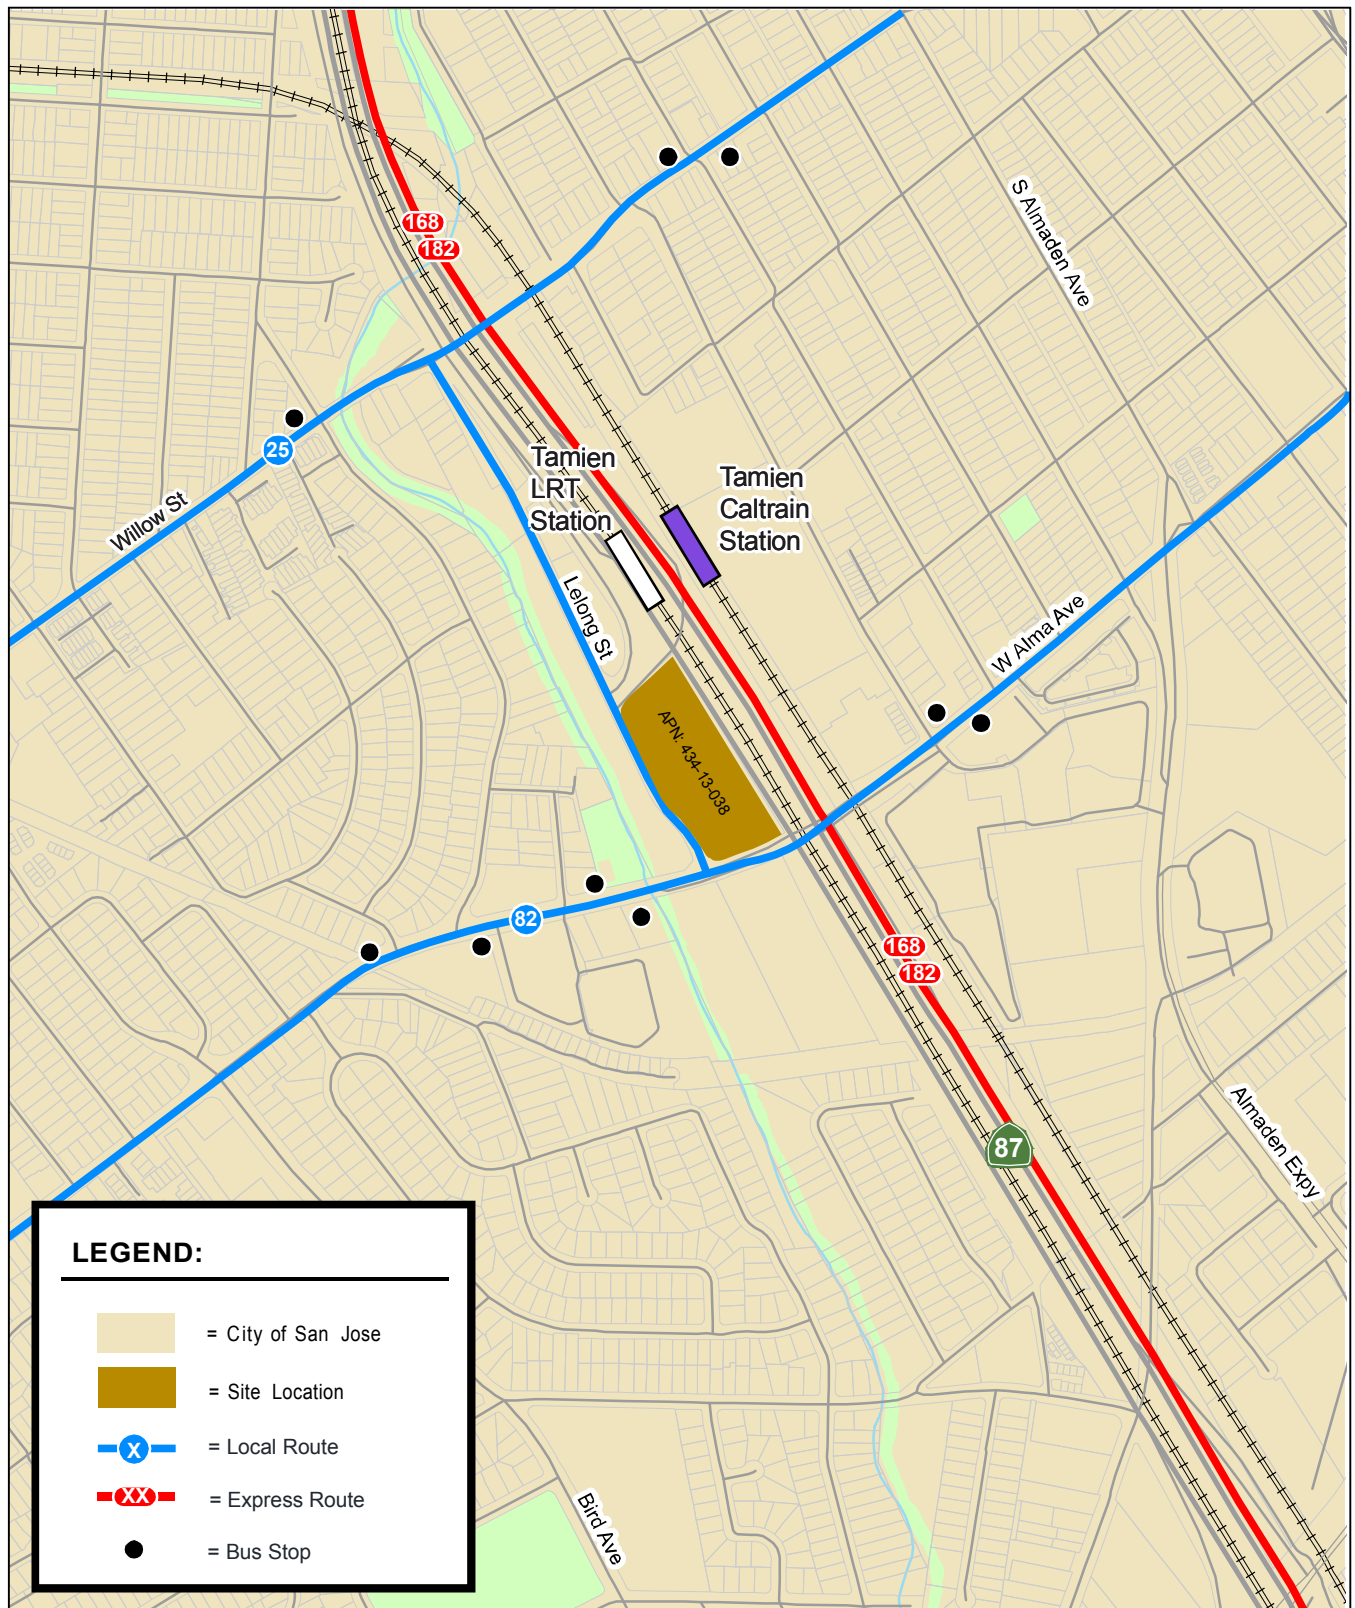 S Almaden Ave
168
182
25
Willow St
Tamien
LRT
Station
Tamien
Caltrain
Station
Lelong St
W Alma Ave
APN: 434-13-038
82
168
182
87
Almaden Expy
Bird Ave
LEGEND:
= City of San Jose
= Site Location
X = Local Route
XX = Express Route
= Bus Stop